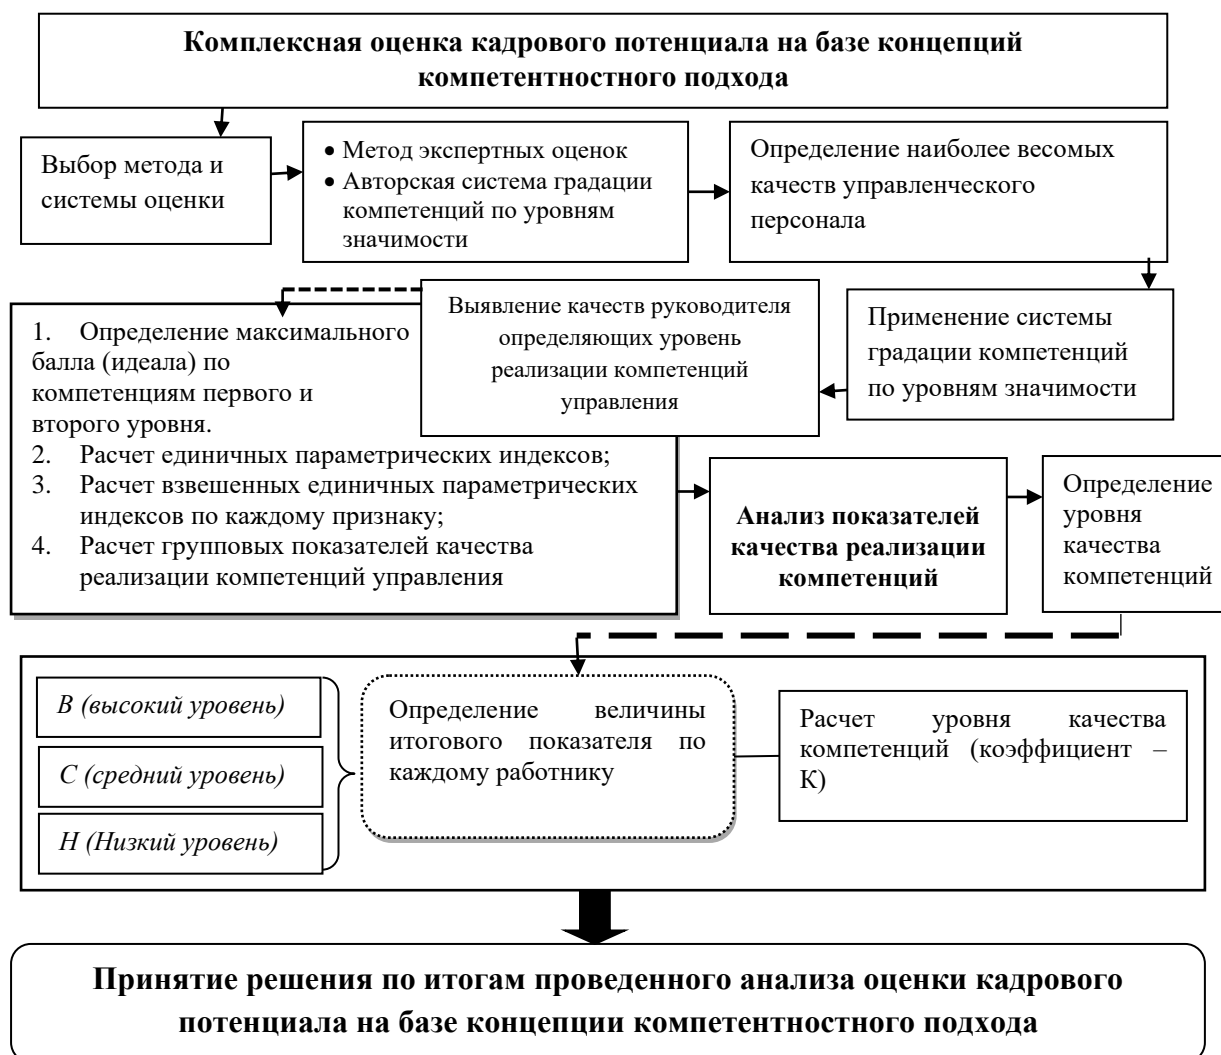 Комплексная оценка кадрового потенциала на базе концепций
компетентностного подхода
Выбор метода и
системы оценки
• Метод экспертных оценок
• Авторская система градации
компетенций по уровням
значимости
Определение наиболее весомых
качеств управленческого
персонала
Применение системы
градации компетенций
по уровням значимости
Выявление качеств руководителя
определяющих уровень
реализации компетенций
управления
1. Определение максимального
балла (идеала) по
компетенциям первого и
второго уровня.
2. Расчет единичных параметрических индексов;
3. Расчет взвешенных единичных параметрических
индексов по каждому признаку;
4. Расчет групповых показателей качества
реализации компетенций управления
Анализ показателей
качества реализации
компетенций
Определение
уровня
качества
компетенций
В (высокий уровень)
С (средний уровень)
Н (Низкий уровень)
Определение величины
итогового показателя по
каждому работнику
Расчет уровня качества
компетенций (коэффициент –
К)
Принятие решения по итогам проведенного анализа оценки кадрового
потенциала на базе концепции компетентностного подхода